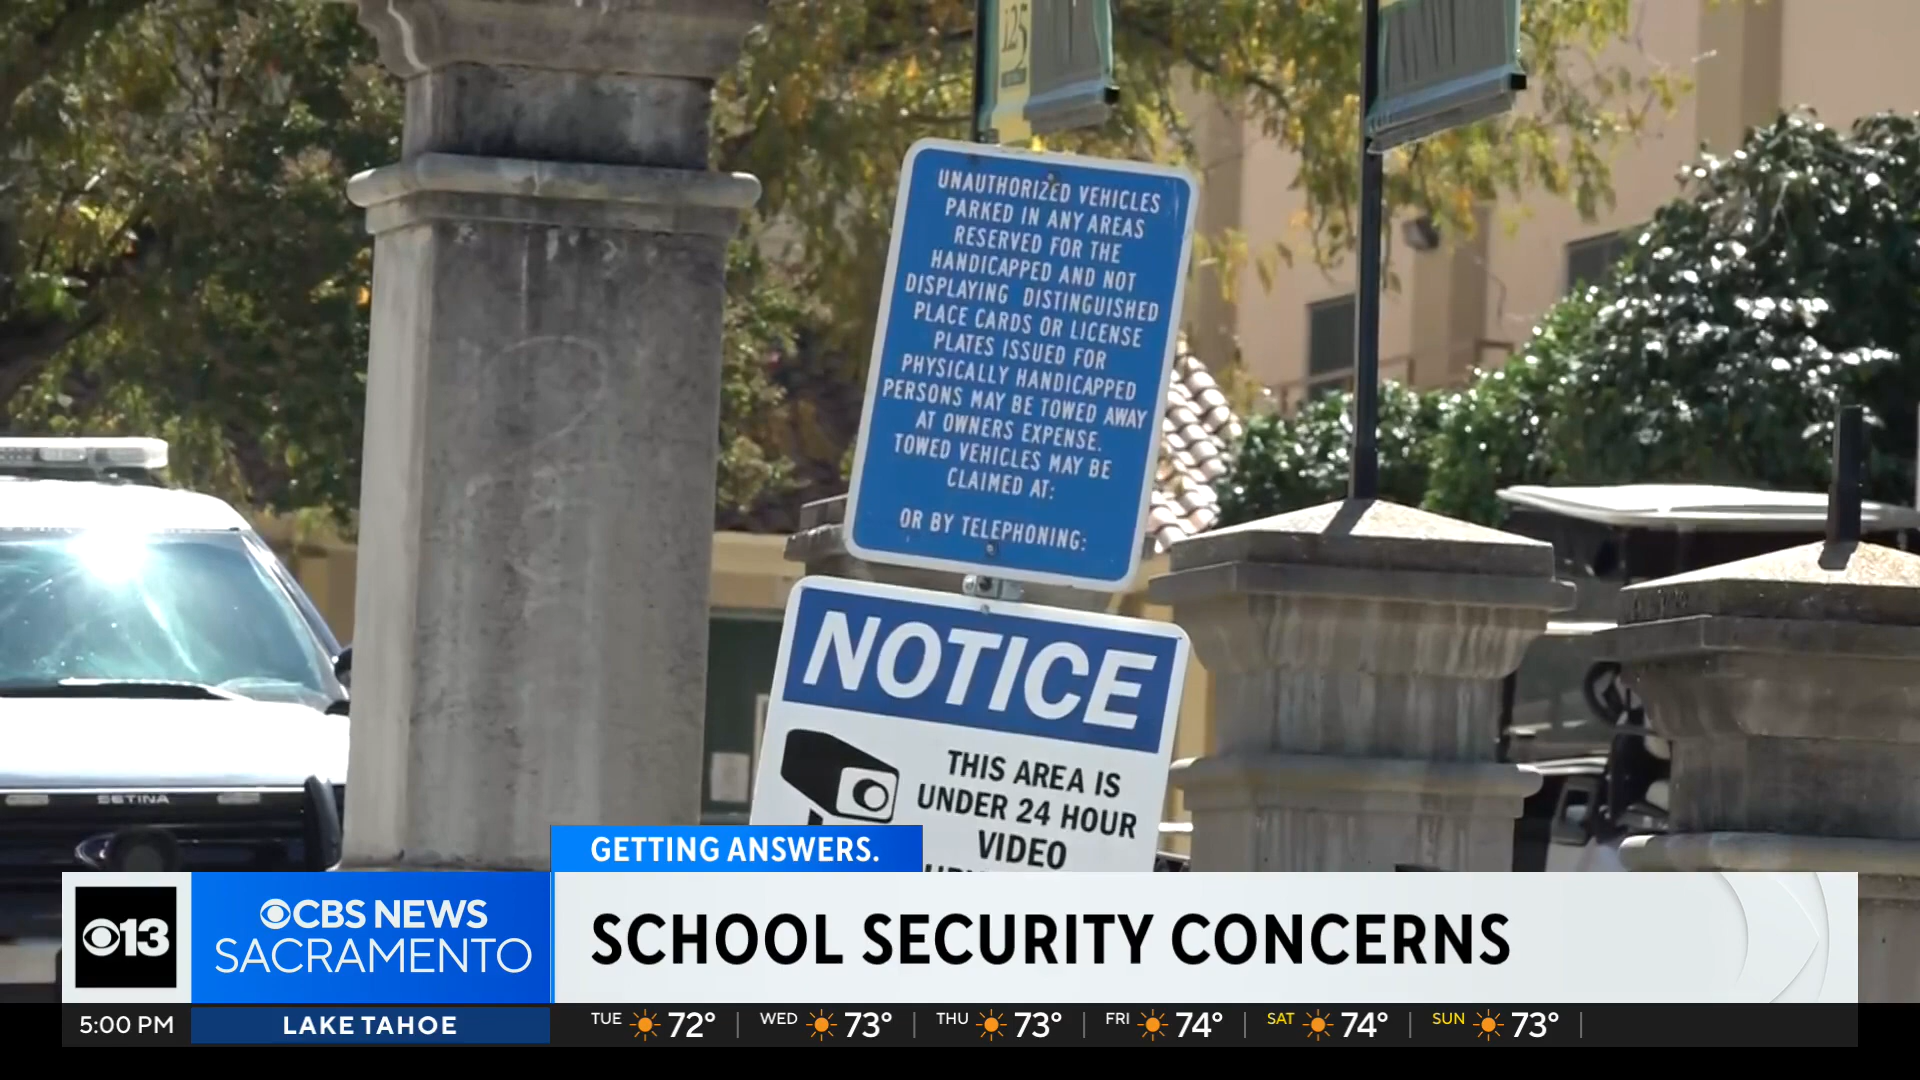 125
UNAUTHORIZED VEHICLES
PARKED IN ANY AREAS
RESERVED FOR THE
HANDICAPPED AND NOT
DISPLAYING DISTINGUISHED
PLACE CARDS OR LICENSE
PLATES ISSUED FOR
PHYSICALLY HANDICAPPED
PERSONS MAY BE TOWED AWAY
AT OWNERS EXPENSE.
TOWED VEHICLES MAY BE
CLAIMED AT:
OR BY TELEPHONING:
NOTICE
THIS AREA IS
UNDER 24 HOUR
VIDEO
SETINA
GETTING ANSWERS.
13
CBS NEWS
SACRAMENTO
SCHOOL SECURITY CONCERNS
5:00 PM
LAKE TAHOE
TUE 72° | WED 73° | THU 73° | FRI 74° | SAT 74° | SUN 73° |